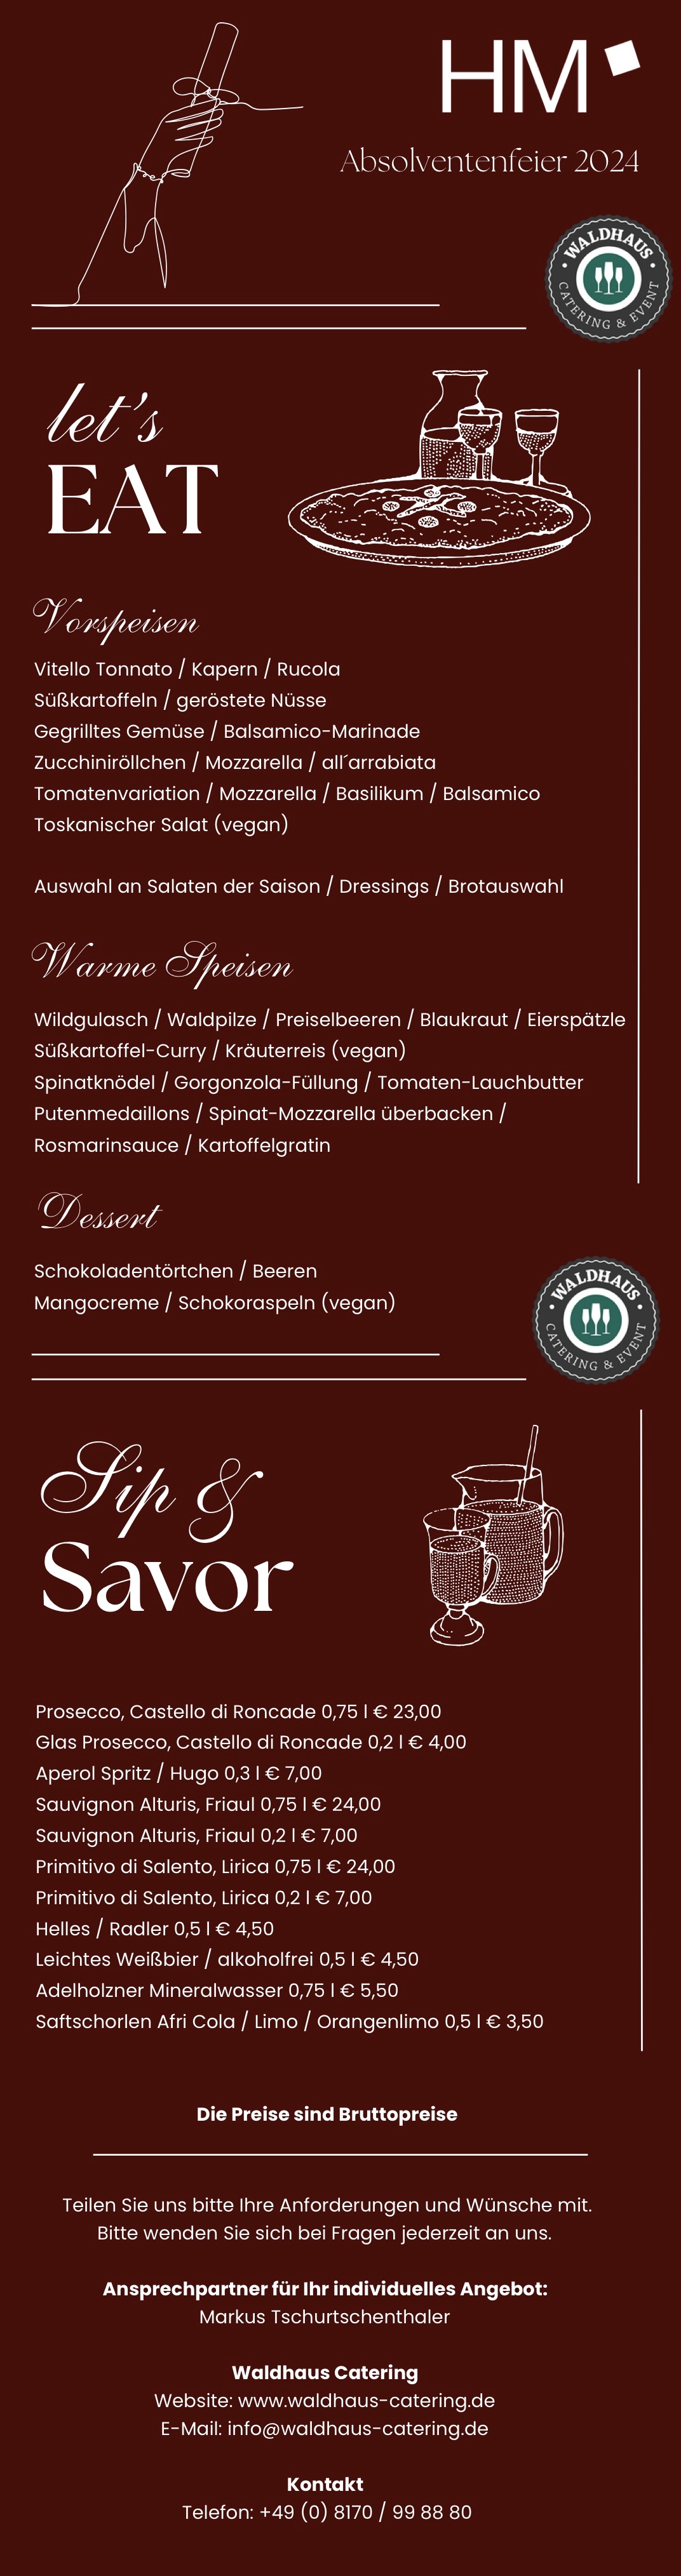 HM
Absolventenfeier 2024
WALDHAUS
CATERING & EVENT
let's
EAT
Vorspeisen
Vitello Tonnato / Kapern / Rucola
Süßkartoffeln / geröstete Nüsse
Gegrilltes Gemüse / Balsamico-Marinade
Zucchiniröllchen / Mozzarella / all´arrabiata
Tomatenvariation / Mozzarella / Basilikum / Balsamico
Toskanischer Salat (vegan)
Auswahl an Salaten der Saison / Dressings / Brotauswahl
Warme Speisen
Wildgulasch / Waldpilze / Preiselbeeren / Blaukraut / Eierspätzle
Süßkartoffel-Curry / Kräuterreis (vegan)
Spinatknödel / Gorgonzola-Füllung / Tomaten-Lauchbutter
Putenmedaillons / Spinat-Mozzarella überbacken /
Rosmarinsauce / Kartoffelgratin
Dessert
Schokoladentörtchen / Beeren
Mangocreme / Schokoraspeln (vegan)
WALDHAUS
CATERING & EVENT
Sip &
Savor
Prosecco, Castello di Roncade 0,75 l € 23,00
Glas Prosecco, Castello di Roncade 0,2 l € 4,00
Aperol Spritz / Hugo 0,3 l € 7,00
Sauvignon Alturis, Friaul 0,75 l € 24,00
Sauvignon Alturis, Friaul 0,2 l € 7,00
Primitivo di Salento, Lirica 0,75 l € 24,00
Primitivo di Salento, Lirica 0,2 l € 7,00
Helles / Radler 0,5 l € 4,50
Leichtes Weißbier / alkoholfrei 0,5 l € 4,50
Adelholzner Mineralwasser 0,75 l € 5,50
Saftschorlen Afri Cola / Limo / Orangenlimo 0,5 l € 3,50
Die Preise sind Bruttopreise
Teilen Sie uns bitte Ihre Anforderungen und Wünsche mit.
Bitte wenden Sie sich bei Fragen jederzeit an uns.
Ansprechpartner für Ihr individuelles Angebot:
Markus Tschurtschenthaler
Waldhaus Catering
Website: www.waldhaus-catering.de
E-Mail: info@waldhaus-catering.de
Kontakt
Telefon: +49 (0) 8170 / 99 88 80